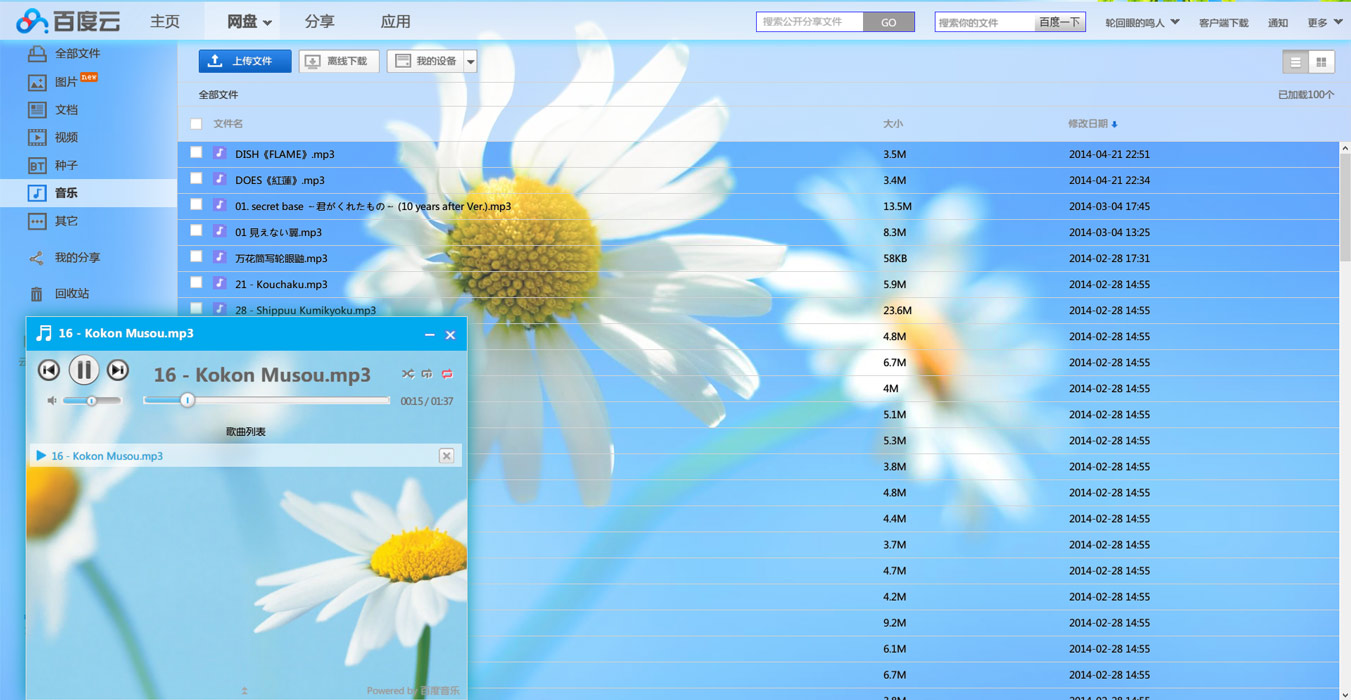 百度云 主页 网盘 分享 应用 搜索公开分享文件 GO 搜索你的文件 百度一下 轮回眼的鸣人 客户端下载 通知 更多
全部文件
图片 new
文档
视频
BT 种子
音乐
其它
我的分享
回收站
上传文件 离线下载 我的设备
全部文件 已加载100个
文件名 大小 修改日期
DISH《FLAME》.mp3 3.5M 2014-04-21 22:51
DOES《紅蓮》.mp3 3.4M 2014-04-21 22:34
01. secret base ~君がくれたもの~ (10 years after Ver.).mp3 13.5M 2014-03-04 17:45
01 見えない翼.mp3 8.3M 2014-03-04 13:25
万花筒写轮眼鼬.mp3 58KB 2014-02-28 17:31
21 - Kouchaku.mp3 5.9M 2014-02-28 14:55
28 - Shippuu Kumikyoku.mp3 23.6M 2014-02-28 14:55
4.8M 2014-02-28 14:55
6.7M 2014-02-28 14:55
4M 2014-02-28 14:55
5.1M 2014-02-28 14:55
5.3M 2014-02-28 14:55
3.8M 2014-02-28 14:55
4.8M 2014-02-28 14:55
4.4M 2014-02-28 14:55
3.7M 2014-02-28 14:55
4.7M 2014-02-28 14:55
4.2M 2014-02-28 14:55
9.2M 2014-02-28 14:55
6.1M 2014-02-28 14:55
6.7M 2014-02-28 14:55
16 - Kokon Musou.mp3
16 - Kokon Musou.mp3
00:15 / 01:37
歌曲列表
16 - Kokon Musou.mp3
Powered by 百度音乐